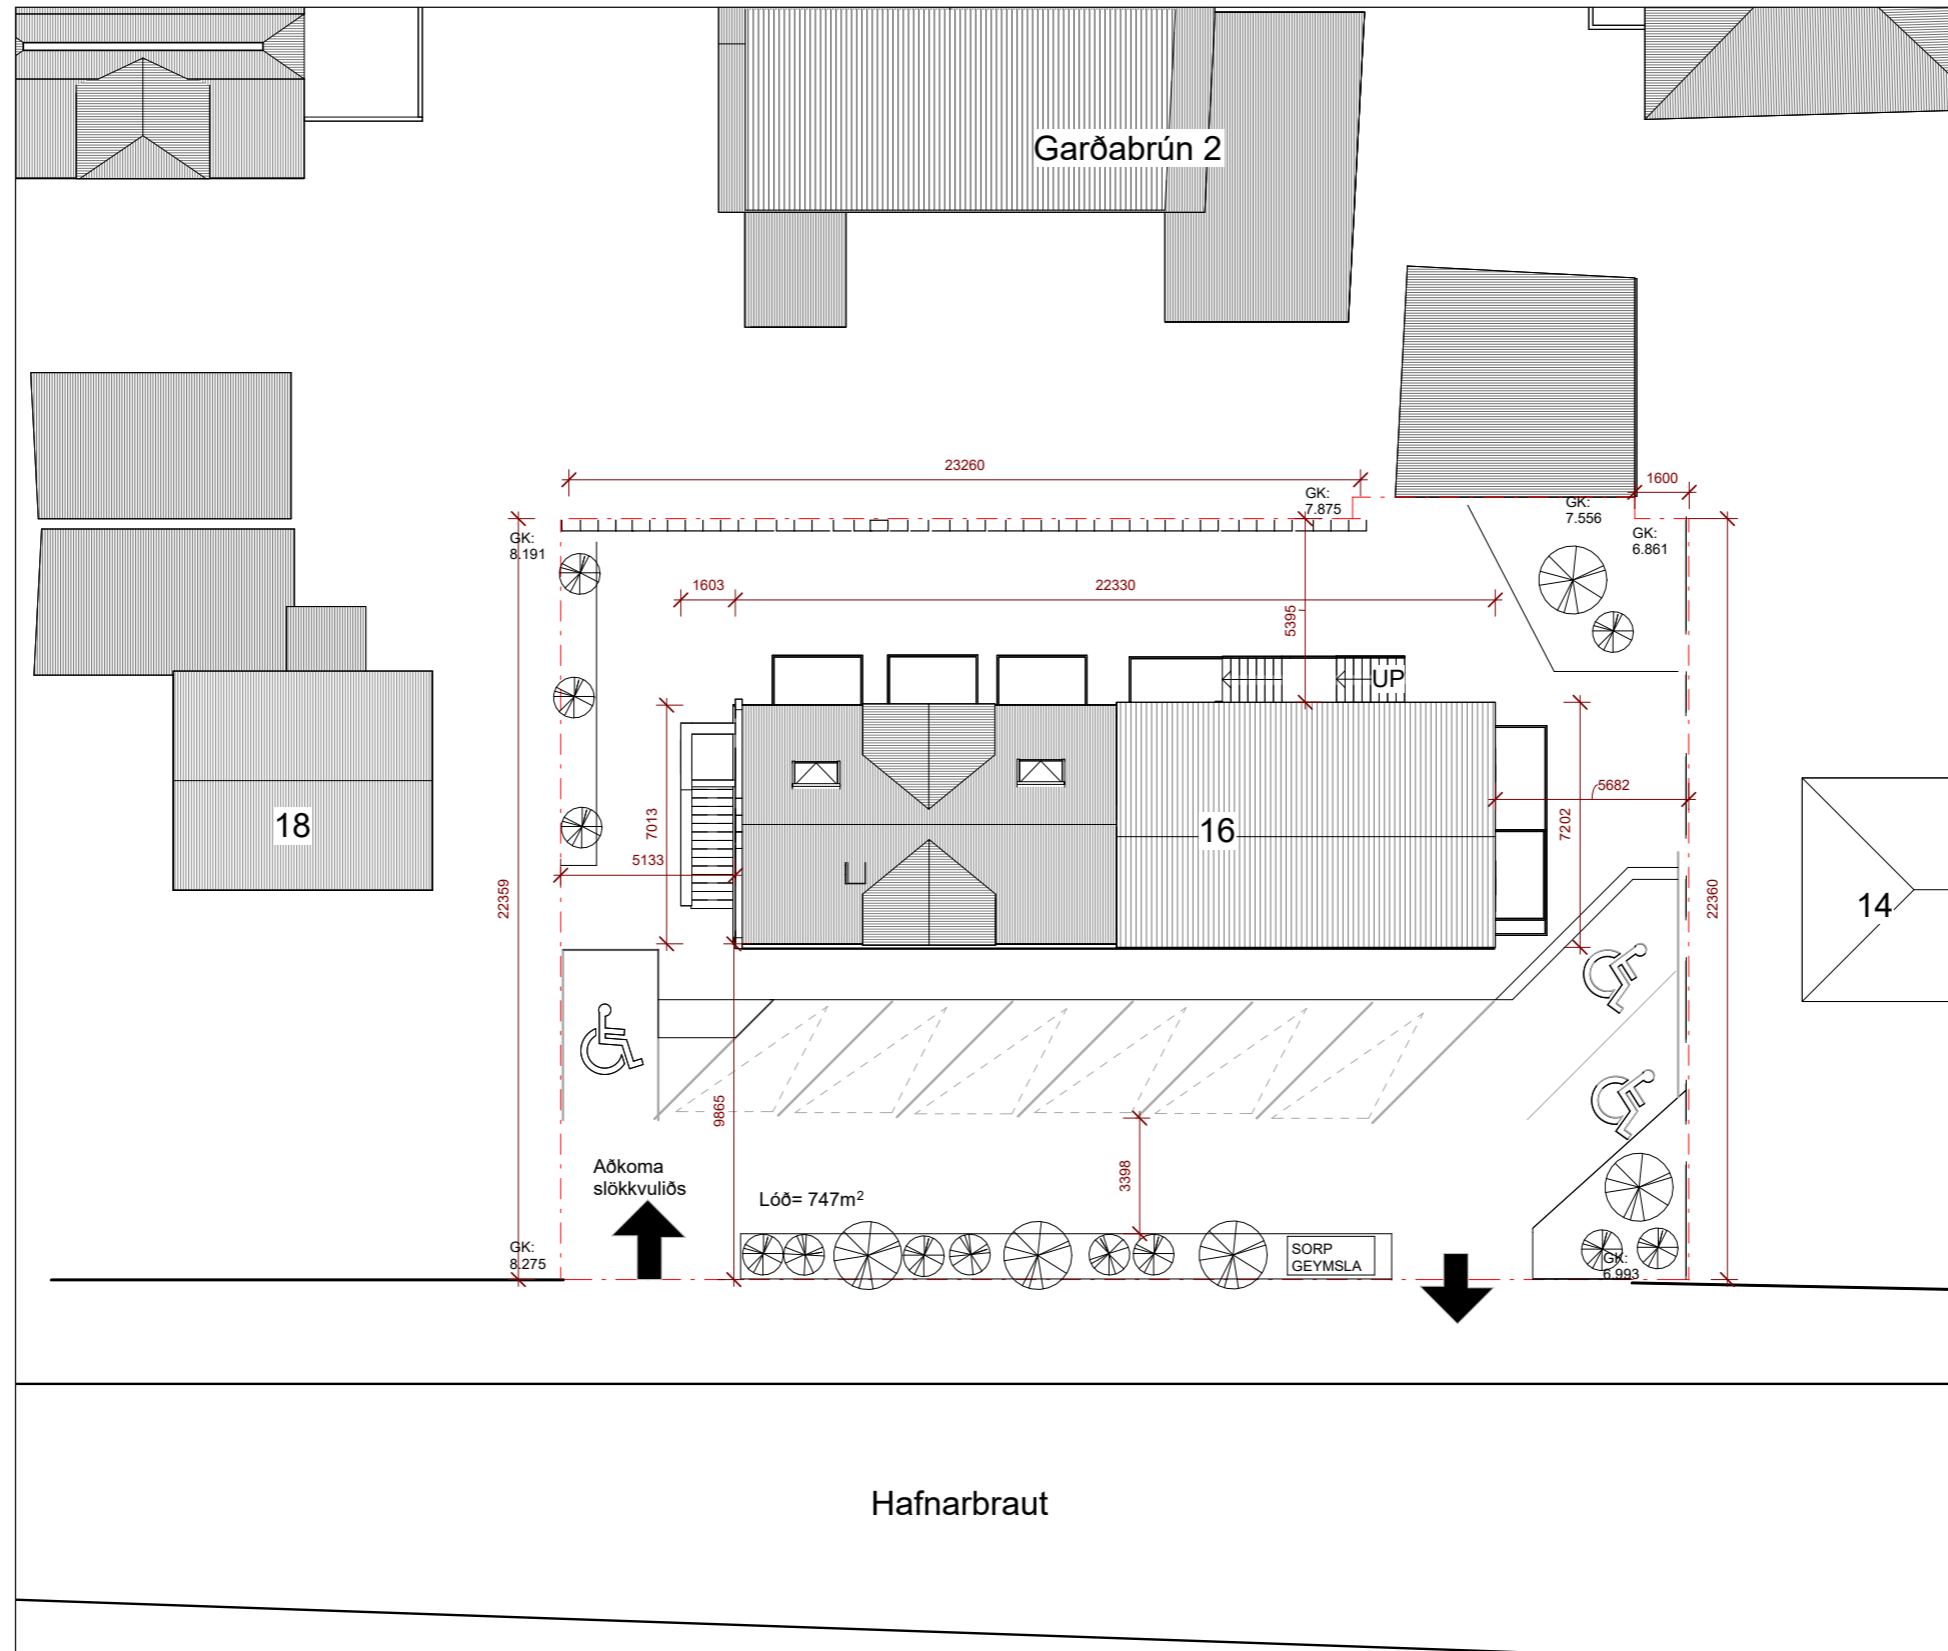 Garðabrún 2
23260
1600
GK:
7.875
GK:
7.556
GK:
6.861
GK:
8.191
1603
22330
5395
UP
5682
18
16
14
7013
7202
5133
22359
22360
9865
3398
Aðkoma
slökkvuliðs
Lóð= 747m²
GK:
8.275
SORP
GEYMSLA
GK:
6.993
Hafnarbraut